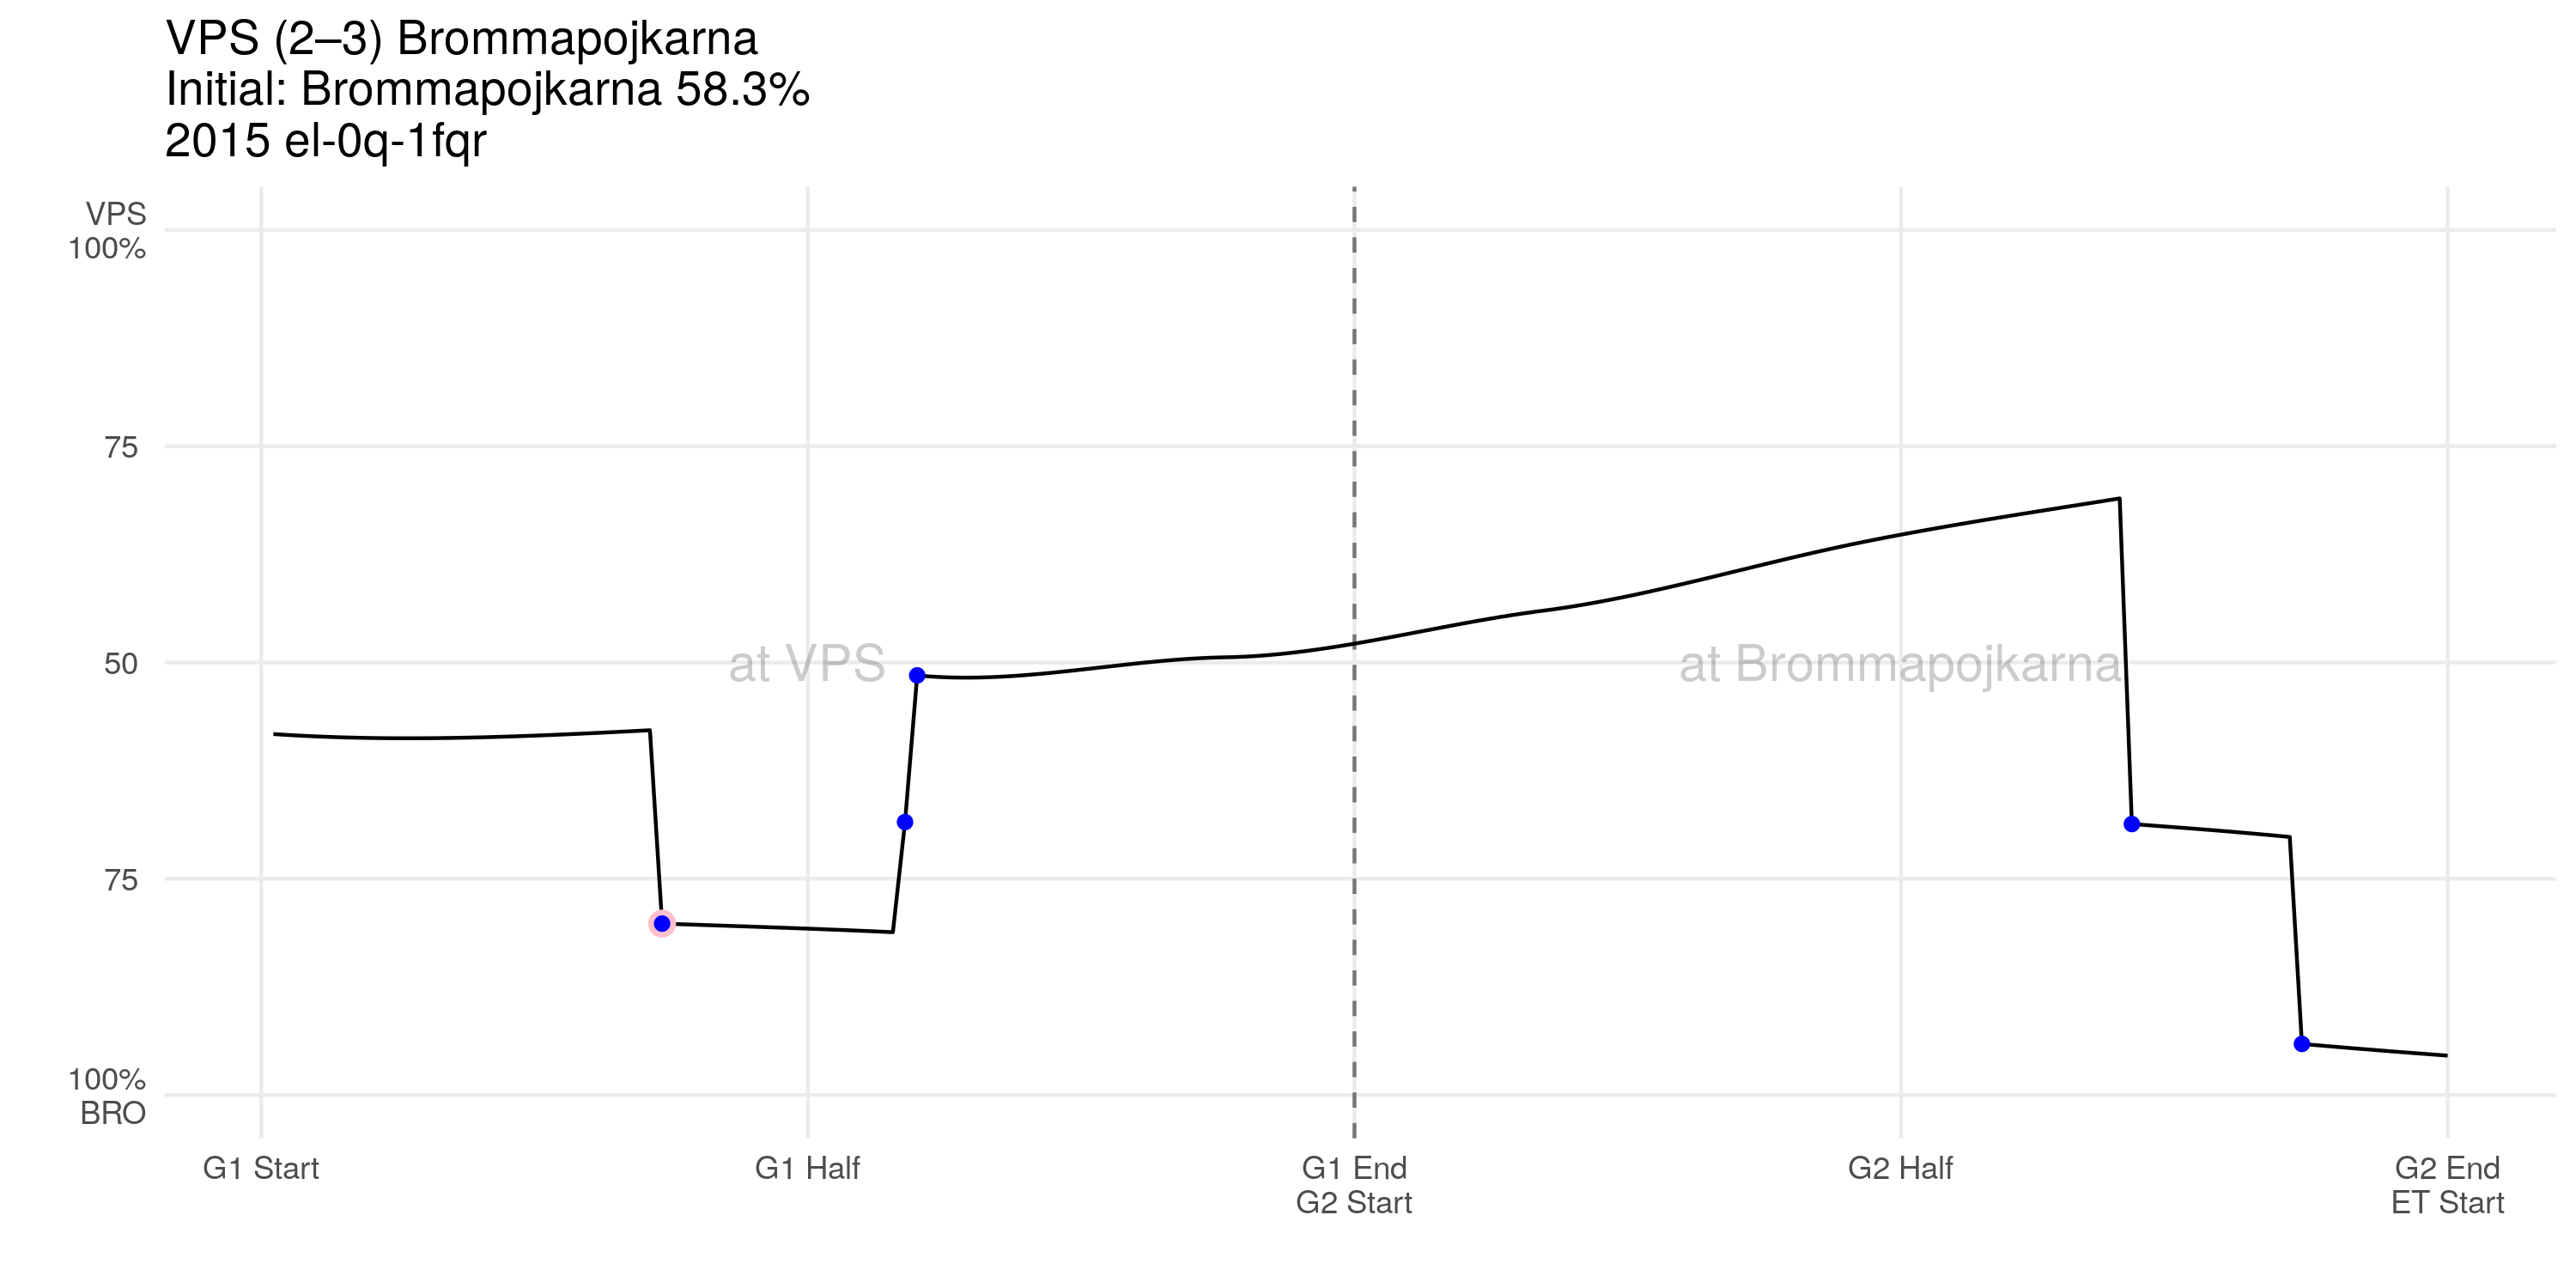 VPS (2–3) Brommapojkarna
Initial: Brommapojkarna 58.3%
2015 el-0q-1fqr
VPS
100%
75
50
75
100%
BRO
at VPS
at Brommapojkarna
G1 Start
G1 Half
G1 End
G2 Start
G2 Half
G2 End
ET Start